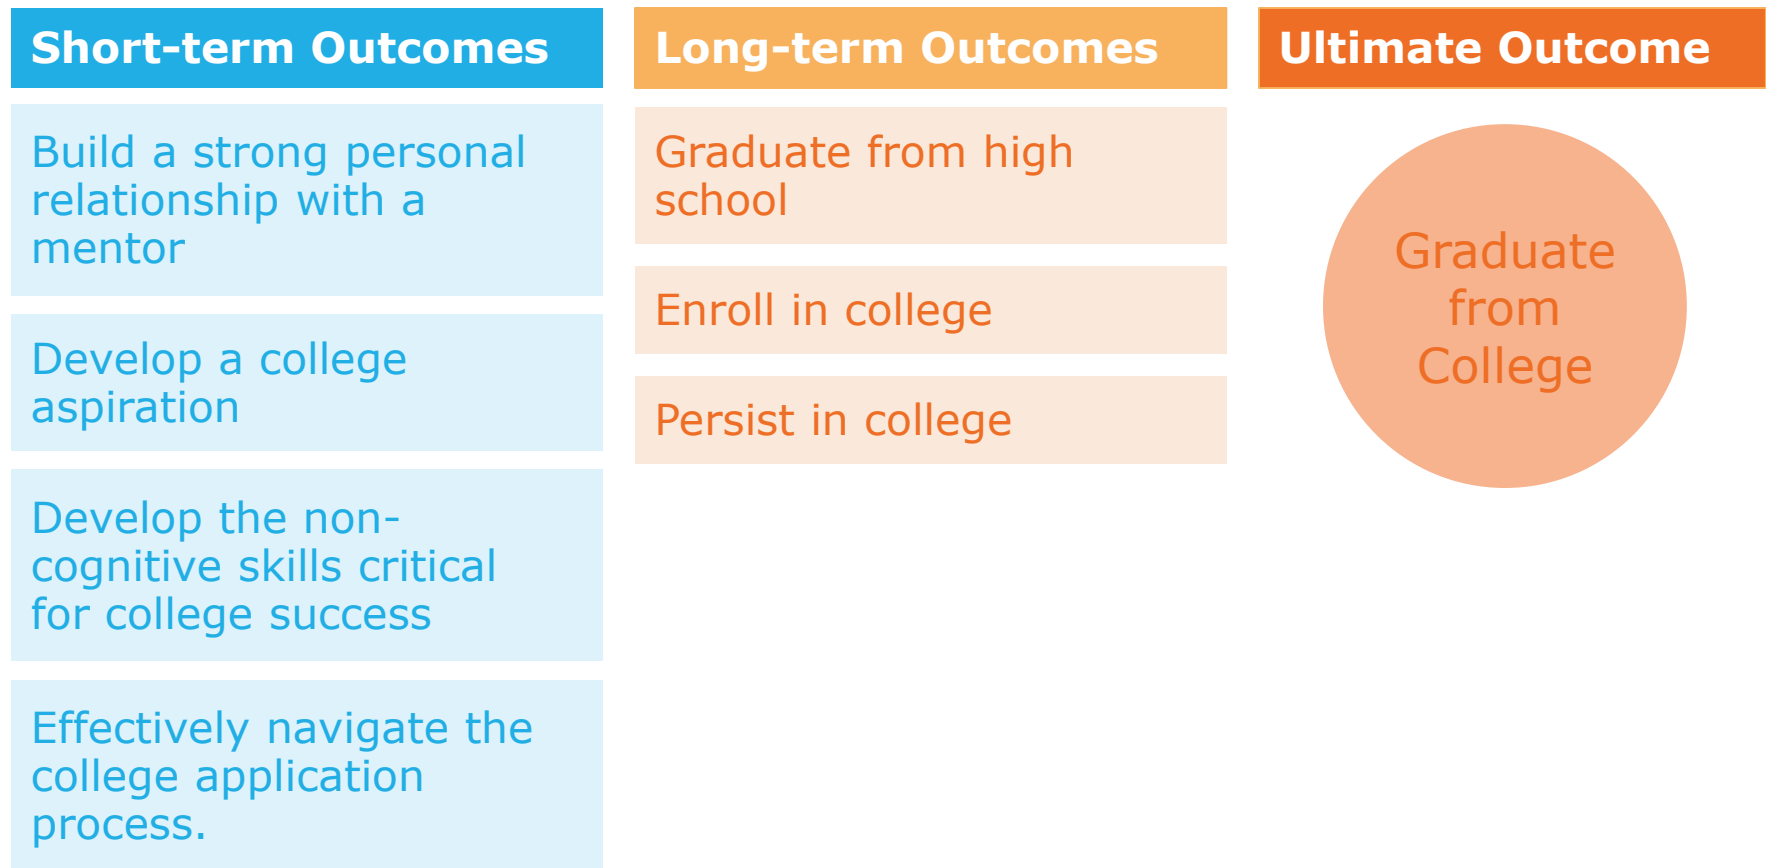 Short-term Outcomes
Build a strong personal
relationship with a
mentor
Develop a college
aspiration
Develop the non-
cognitive skills critical
for college success
Effectively navigate the
college application
process.
Long-term Outcomes
Graduate from high
school
Enroll in college
Persist in college
Ultimate Outcome
Graduate
from
College